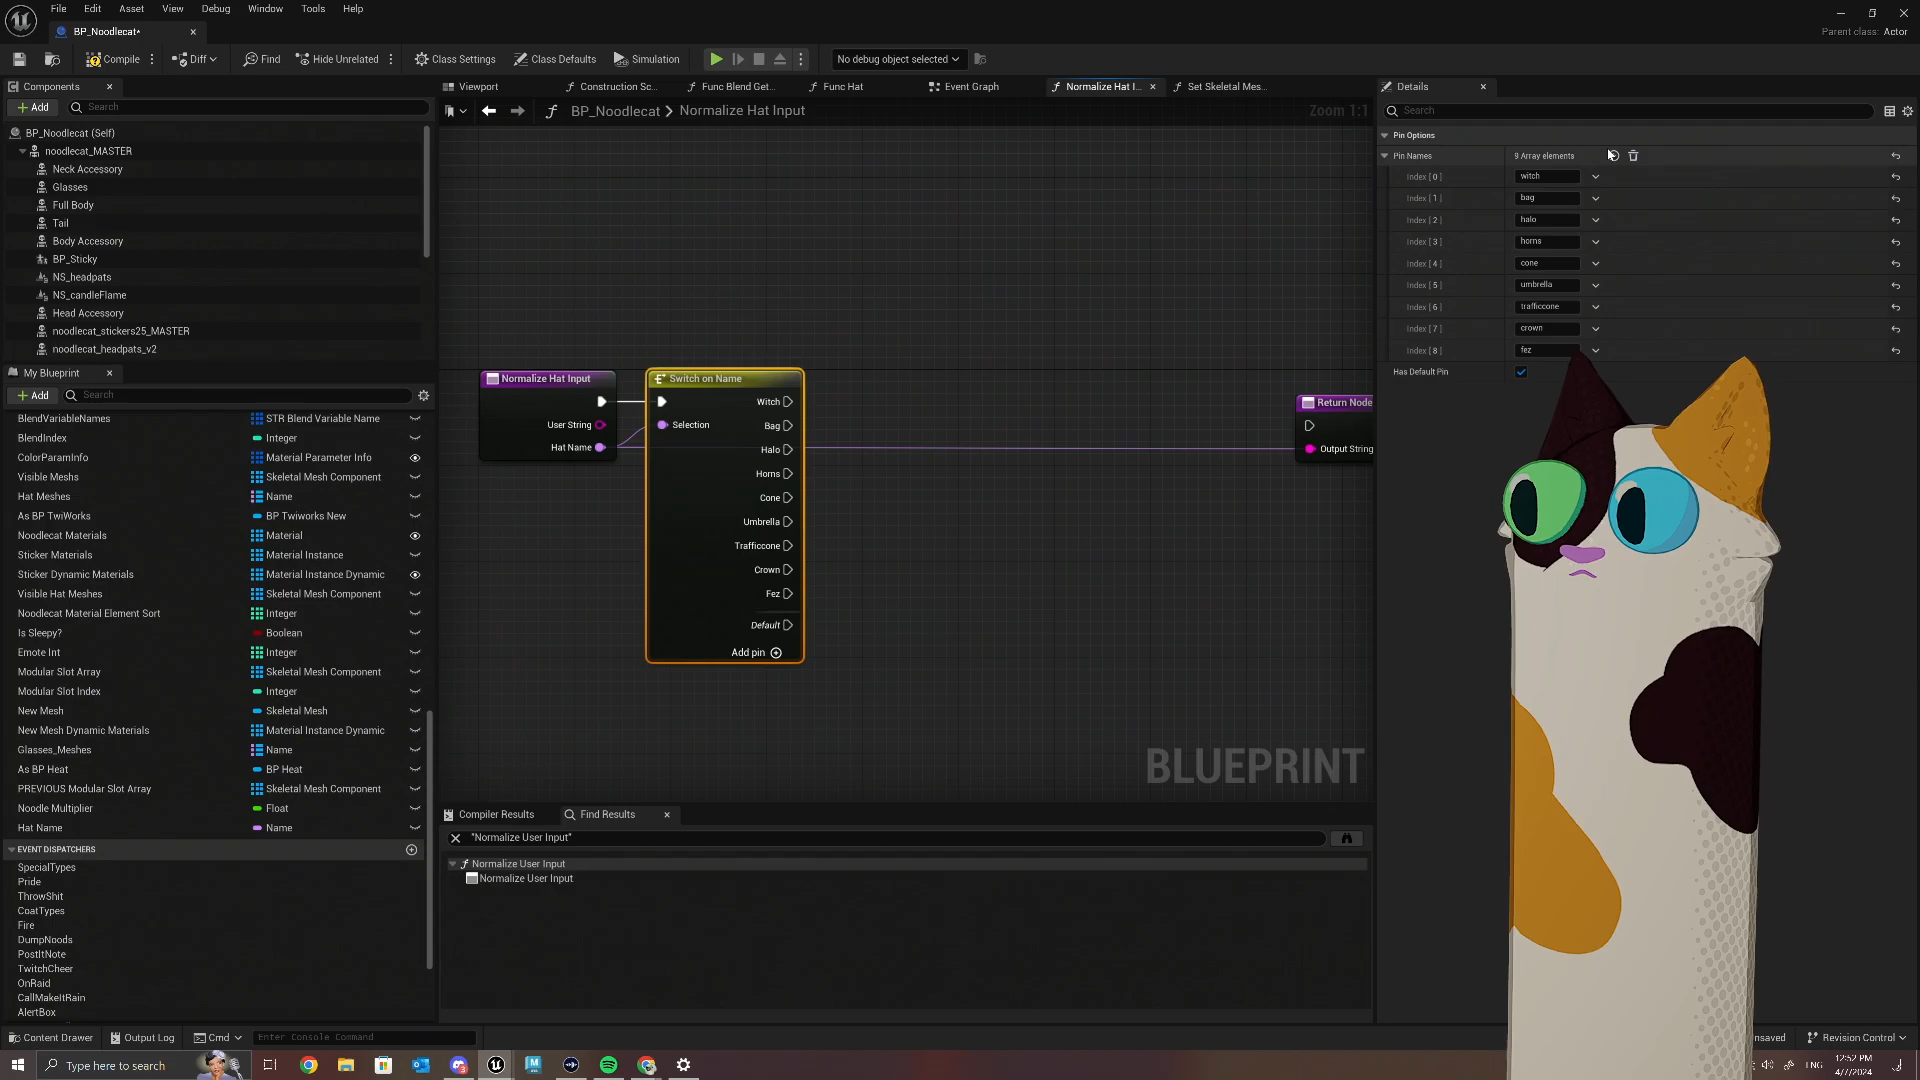 File Edit Asset View Debug Window Tools Help
BP_Noodlecat*
Parent class: Actor
Compile Diff Find Hide Unrelated Class Settings Class Defaults Simulation No debug object selected
Components
Add Search
BP_Noodlecat (Self)
noodlecat_MASTER
Neck Accessory
Glasses
Full Body
Tail
Body Accessory
BP_Sticky
NS_headpats
NS_candleFlame
Head Accessory
noodlecat_stickers25_MASTER
noodlecat_headpats_v2
My Blueprint
Add Search
BlendVariableNames STR Blend Variable Name
BlendIndex Integer
ColorParamInfo Material Parameter Info
Visible Meshs Skeletal Mesh Component
Hat Meshes Name
As BP TwiWorks BP Twiworks New
Noodlecat Materials Material
Sticker Materials Material Instance
Sticker Dynamic Materials Material Instance Dynamic
Visible Hat Meshes Skeletal Mesh Component
Noodlecat Material Element Sort Integer
Is Sleepy? Boolean
Emote Int Integer
Modular Slot Array Skeletal Mesh Component
Modular Slot Index Integer
New Mesh Skeletal Mesh
New Mesh Dynamic Materials Material Instance Dynamic
Glasses_Meshes Name
As BP Heat BP Heat
PREVIOUS Modular Slot Array Skeletal Mesh Component
Noodle Multiplier Float
Hat Name Name
EVENT DISPATCHERS
SpecialTypes
Pride
ThrowShit
CoatTypes
Fire
DumpNoods
PostItNote
TwitchCheer
OnRaid
CallMakeItRain
AlertBox
Viewport Construction Sc... Func Blend Get... Func Hat Event Graph Normalize Hat I... Set Skeletal Mes...
BP_Noodlecat > Normalize Hat Input
Zoom 1:1
Normalize Hat Input
User String
Hat Name
Switch on Name
Selection
Witch
Bag
Halo
Horns
Cone
Umbrella
Trafficcone
Crown
Fez
Default
Add pin
Return Node
Output String
BLUEPRINT
Compiler Results Find Results
"Normalize User Input"
Normalize User Input
Normalize User Input
Details
Search
Pin Options
Pin Names 9 Array elements
Index [ 0 ] witch
Index [ 1 ] bag
Index [ 2 ] halo
Index [ 3 ] horns
Index [ 4 ] cone
Index [ 5 ] umbrella
Index [ 6 ] trafficcone
Index [ 7 ] crown
Index [ 8 ] fez
Has Default Pin
Content Drawer Output Log Cmd Enter Console Command
nsaved Revision Control
Type here to search
ENG
12:52 PM
4/7/2024